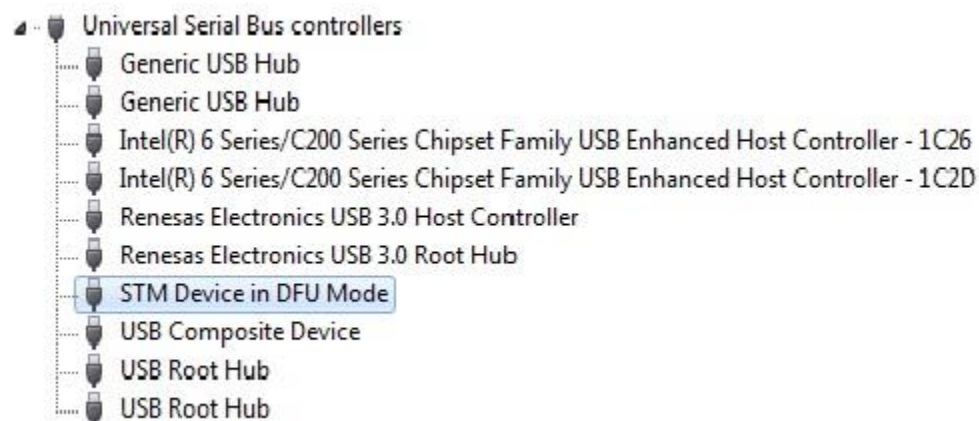 Universal Serial Bus controllers
Generic USB Hub
Generic USB Hub
Intel(R) 6 Series/C200 Series Chipset Family USB Enhanced Host Controller - 1C26
Intel(R) 6 Series/C200 Series Chipset Family USB Enhanced Host Controller - 1C2D
Renesas Electronics USB 3.0 Host Controller
Renesas Electronics USB 3.0 Root Hub
STM Device in DFU Mode
USB Composite Device
USB Root Hub
USB Root Hub